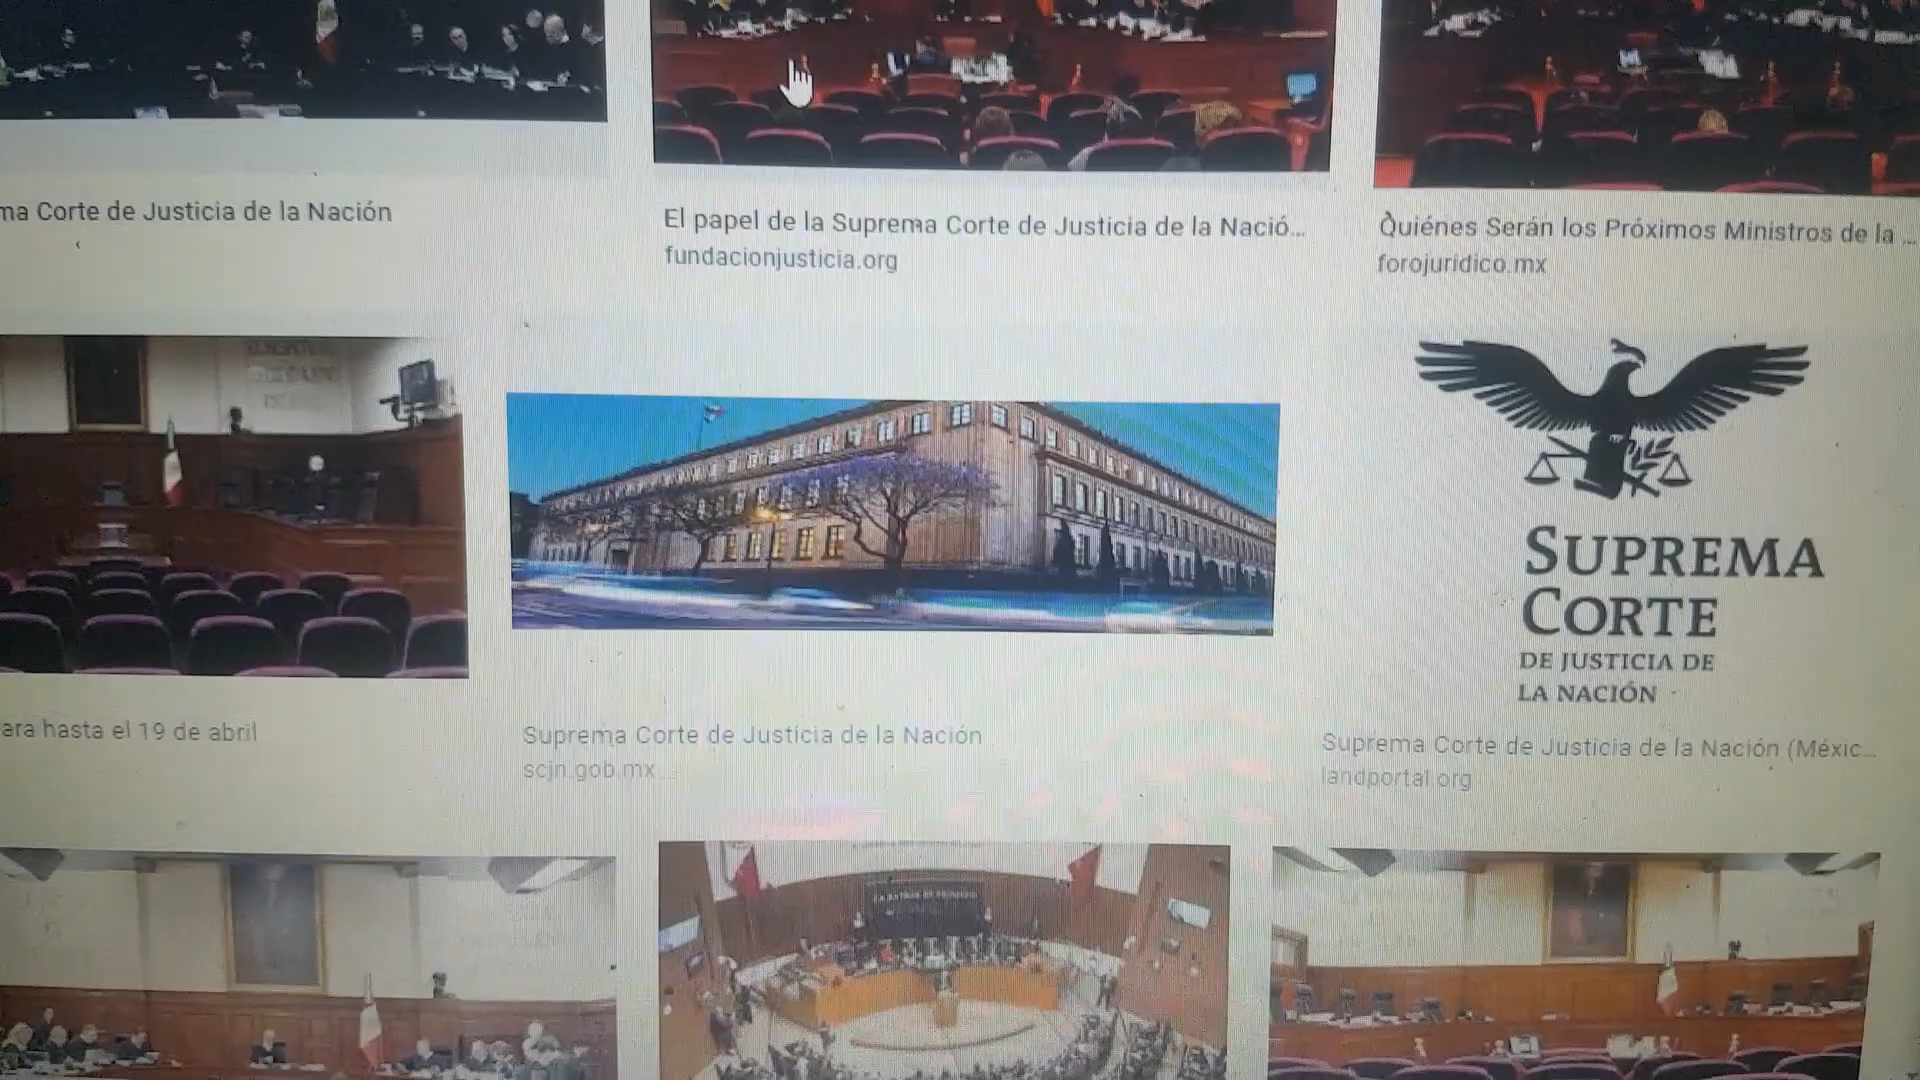 ma Corte de Justicia de la Nación
El papel de la Suprema Corte de Justicia de la Nació...
fundacionjusticia.org
Quiénes Serán los Próximos Ministros de la ...
forojuridico.mx
SUPREMA
CORTE
DE JUSTICIA DE
LA NACIÓN
ara hasta el 19 de abril
Suprema Corte de Justicia de la Nación
scjn.gob.mx
Suprema Corte de Justicia de la Nación (Méxic...
landportal.org